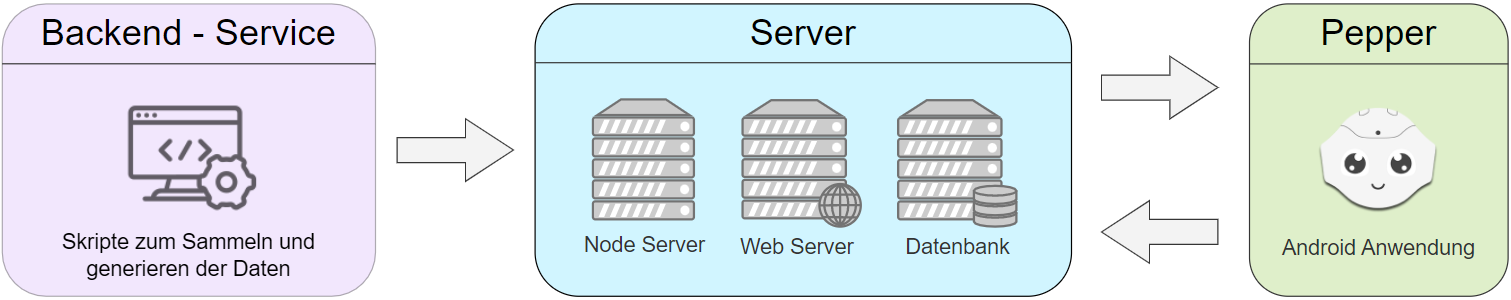 Backend - Service
Skripte zum Sammeln und
generieren der Daten
Server
Node Server
Web Server
Datenbank
Pepper
Android Anwendung